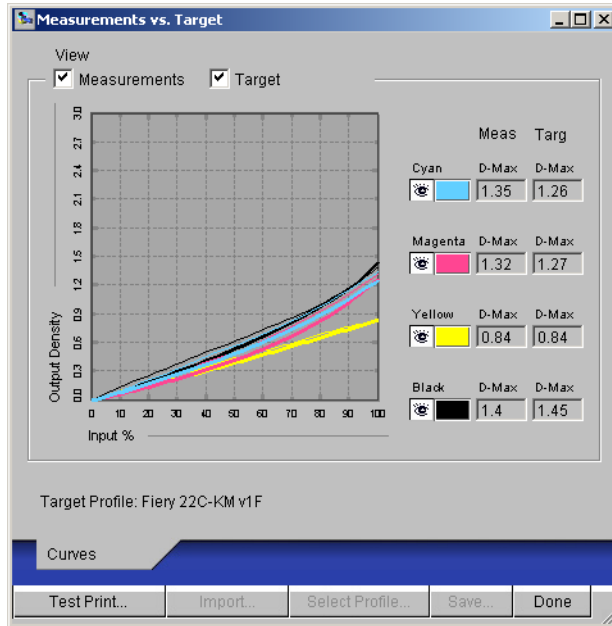 Measurements vs. Target
View
Measurements Target
3.0
2.7
2.4
2.1
1.8
1.5
1.2
0.9
0.6
0.3
0.0
Output Density
0 10 20 30 40 50 60 70 80 90 100
Input %
Meas Targ
Cyan D-Max D-Max
1.35 1.26
Magenta D-Max D-Max
1.32 1.27
Yellow D-Max D-Max
0.84 0.84
Black D-Max D-Max
1.4 1.45
Target Profile: Fiery 22C-KM v1F
Curves
Test Print... Import... Select Profile... Save... Done